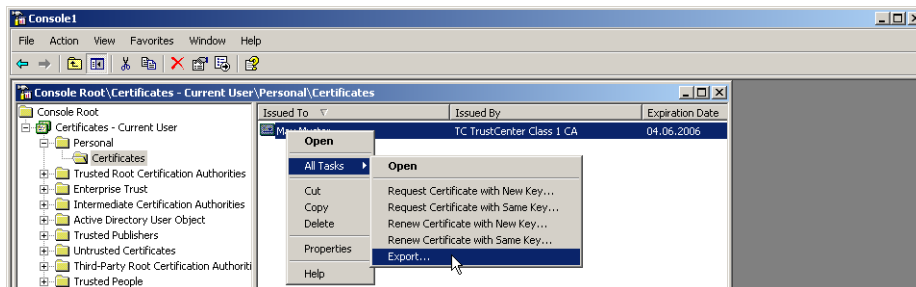 Console1
File Action View Favorites Window Help
Console Root\Certificates - Current User\Personal\Certificates
Console Root
Certificates - Current User
Personal
Certificates
Trusted Root Certification Authorities
Enterprise Trust
Intermediate Certification Authorities
Active Directory User Object
Trusted Publishers
Untrusted Certificates
Third-Party Root Certification Authoriti
Trusted People
Issued To Issued By Expiration Date
TC TrustCenter Class 1 CA 04.06.2006
Open
All Tasks
Cut
Copy
Delete
Properties
Help
Open
Request Certificate with New Key...
Request Certificate with Same Key...
Renew Certificate with New Key...
Renew Certificate with Same Key...
Export...